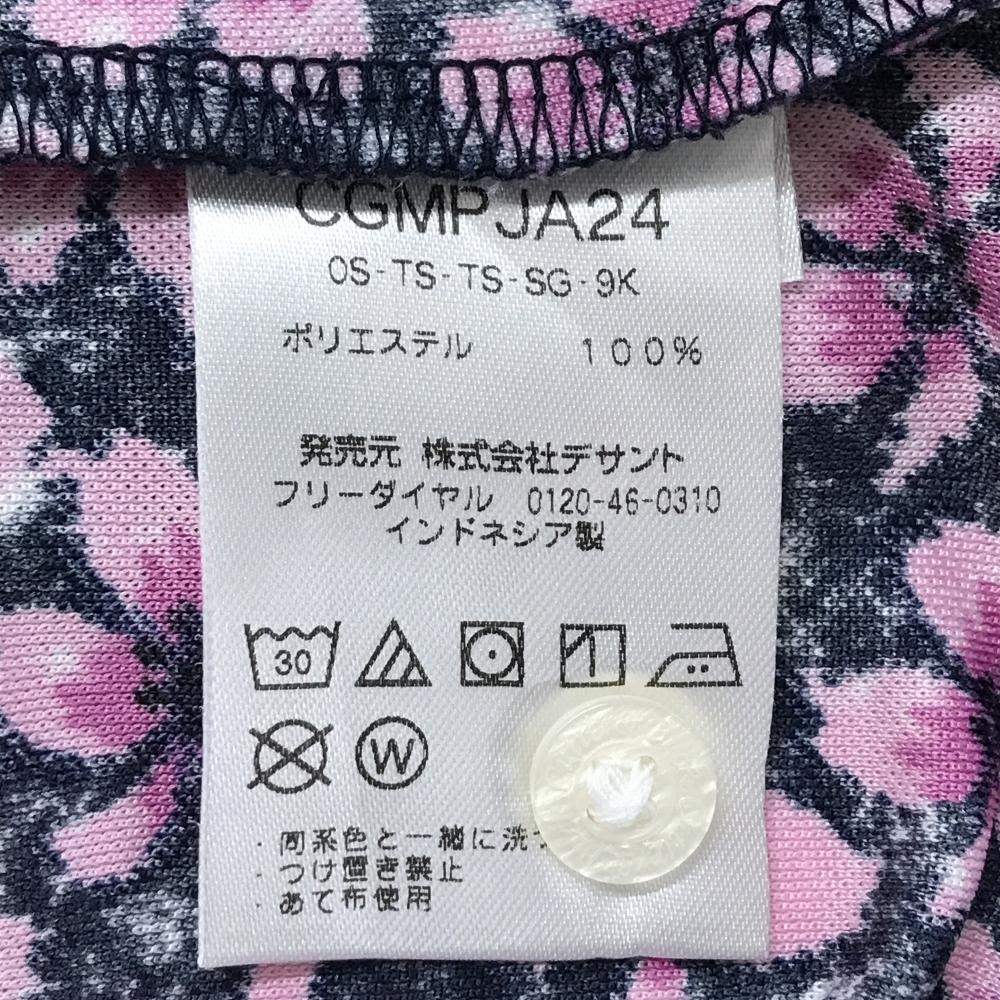 CGMPJA24
OS-TS-TS-SG-9K
ポリエステル 100%
発売元 株式会社デサント
フリーダイヤル 0120-46-0310
インドネシア製
30
W
・同系色と一緒に洗
・つけ置き禁止
・あて布使用